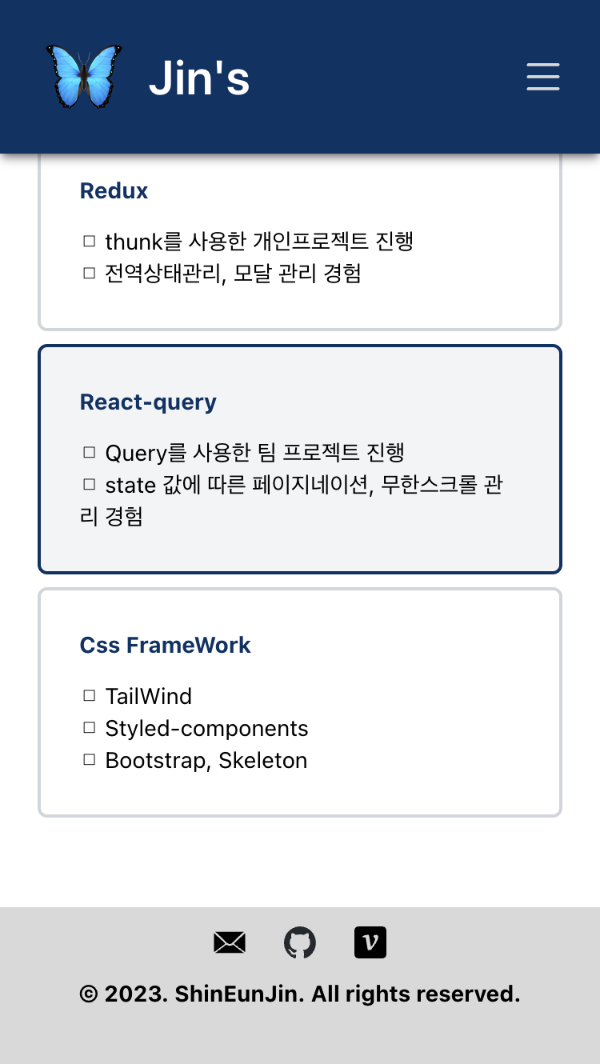 Jin's
Redux
□ thunk를 사용한 개인프로젝트 진행
□ 전역상태관리, 모달 관리 경험
React-query
□ Query를 사용한 팀 프로젝트 진행
□ state 값에 따른 페이지네이션, 무한스크롤 관
리 경험
Css FrameWork
□ TailWind
□ Styled-components
□ Bootstrap, Skeleton
v
© 2023. ShinEunJin. All rights reserved.